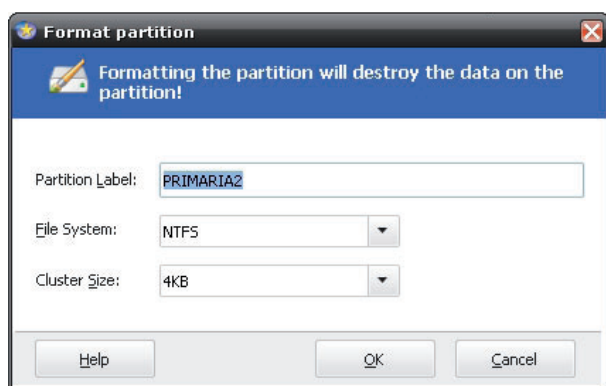 Format partition
Formatting the partition will destroy the data on the
partition!
Partition Label: PRIMARIA2
File System: NTFS
Cluster Size: 4KB
Help OK Cancel